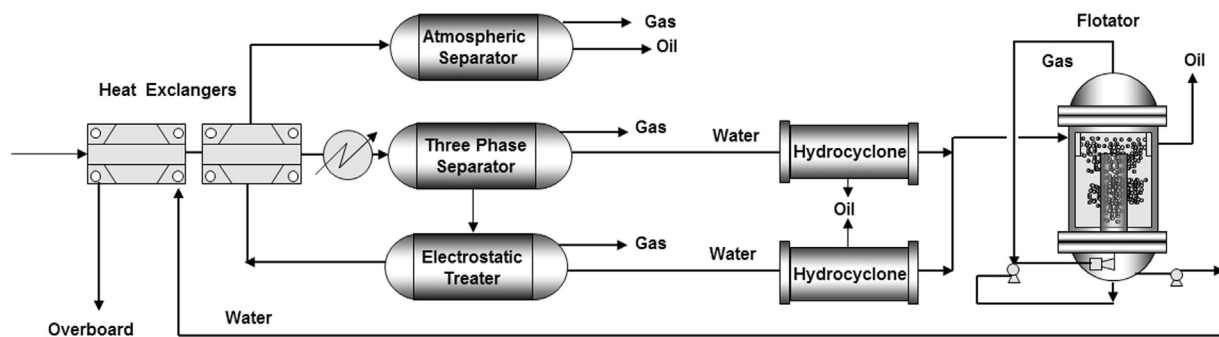 Gas
Atmospheric
Separator
Oil
Flotator
Gas
Oil
Heat Exclangers
Three Phase
Separator
Gas
Water
Hydrocyclone
Oil
Electrostatic
Treater
Gas
Water
Hydrocyclone
Overboard
Water